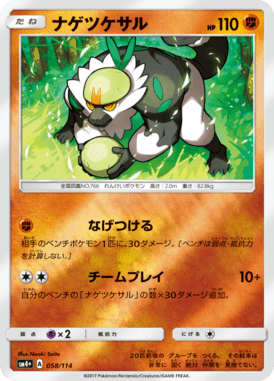 たね ナゲツケサル HP 110
全国図鑑NO.766 れんけいポケモン 高さ:2.0m 重さ:82.8kg
なげつける
相手のベンチポケモン1匹に、30ダメージ。[ベンチは弱点・抵抗力
を計算しない。]
チームプレイ 10+
自分のベンチの「ナゲツケサル」の数×30ダメージ追加。
弱点 ×2 抵抗力 にげる
Illus. Naoki Saito
SM4+ A 058/114
20匹前後の グループを つくる。
©2017 Pokémon/Nintendo/Creatures/GAME FREAK.